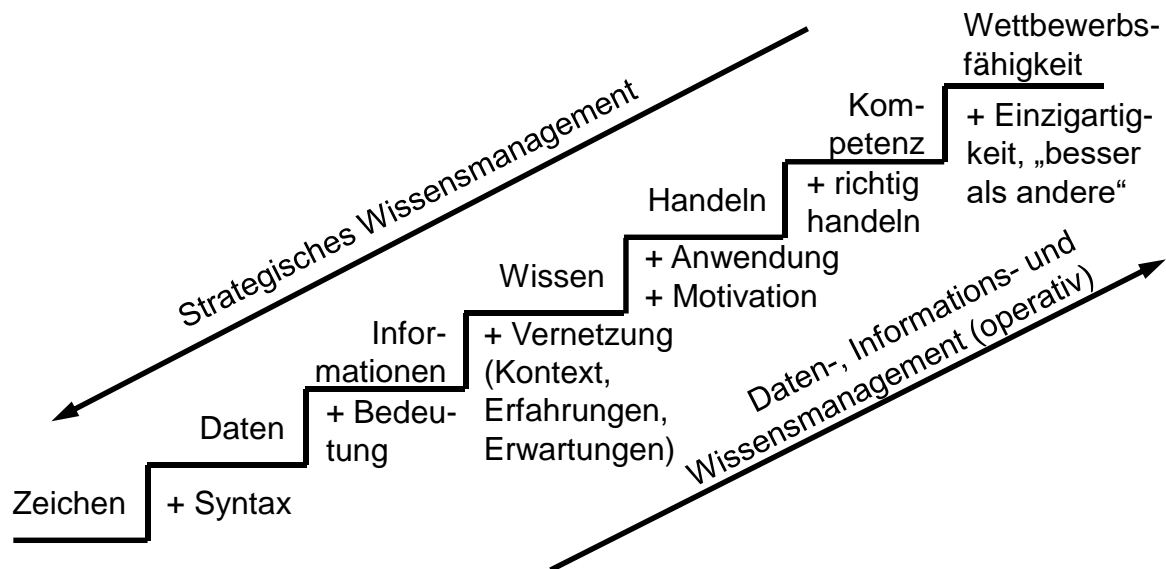 Wettbewerbs-
fähigkeit
+ Einzigartig-
keit, „besser
als andere“
Kom-
petenz
+ richtig
handeln
Handeln
+ Anwendung
+ Motivation
Wissen
+ Vernetzung
(Kontext,
Erfahrungen,
Erwartungen)
Infor-
mationen
+ Bedeu-
tung
Daten
+ Syntax
Zeichen
Strategisches Wissensmanagement
Daten-, Informations- und
Wissensmanagement (operativ)